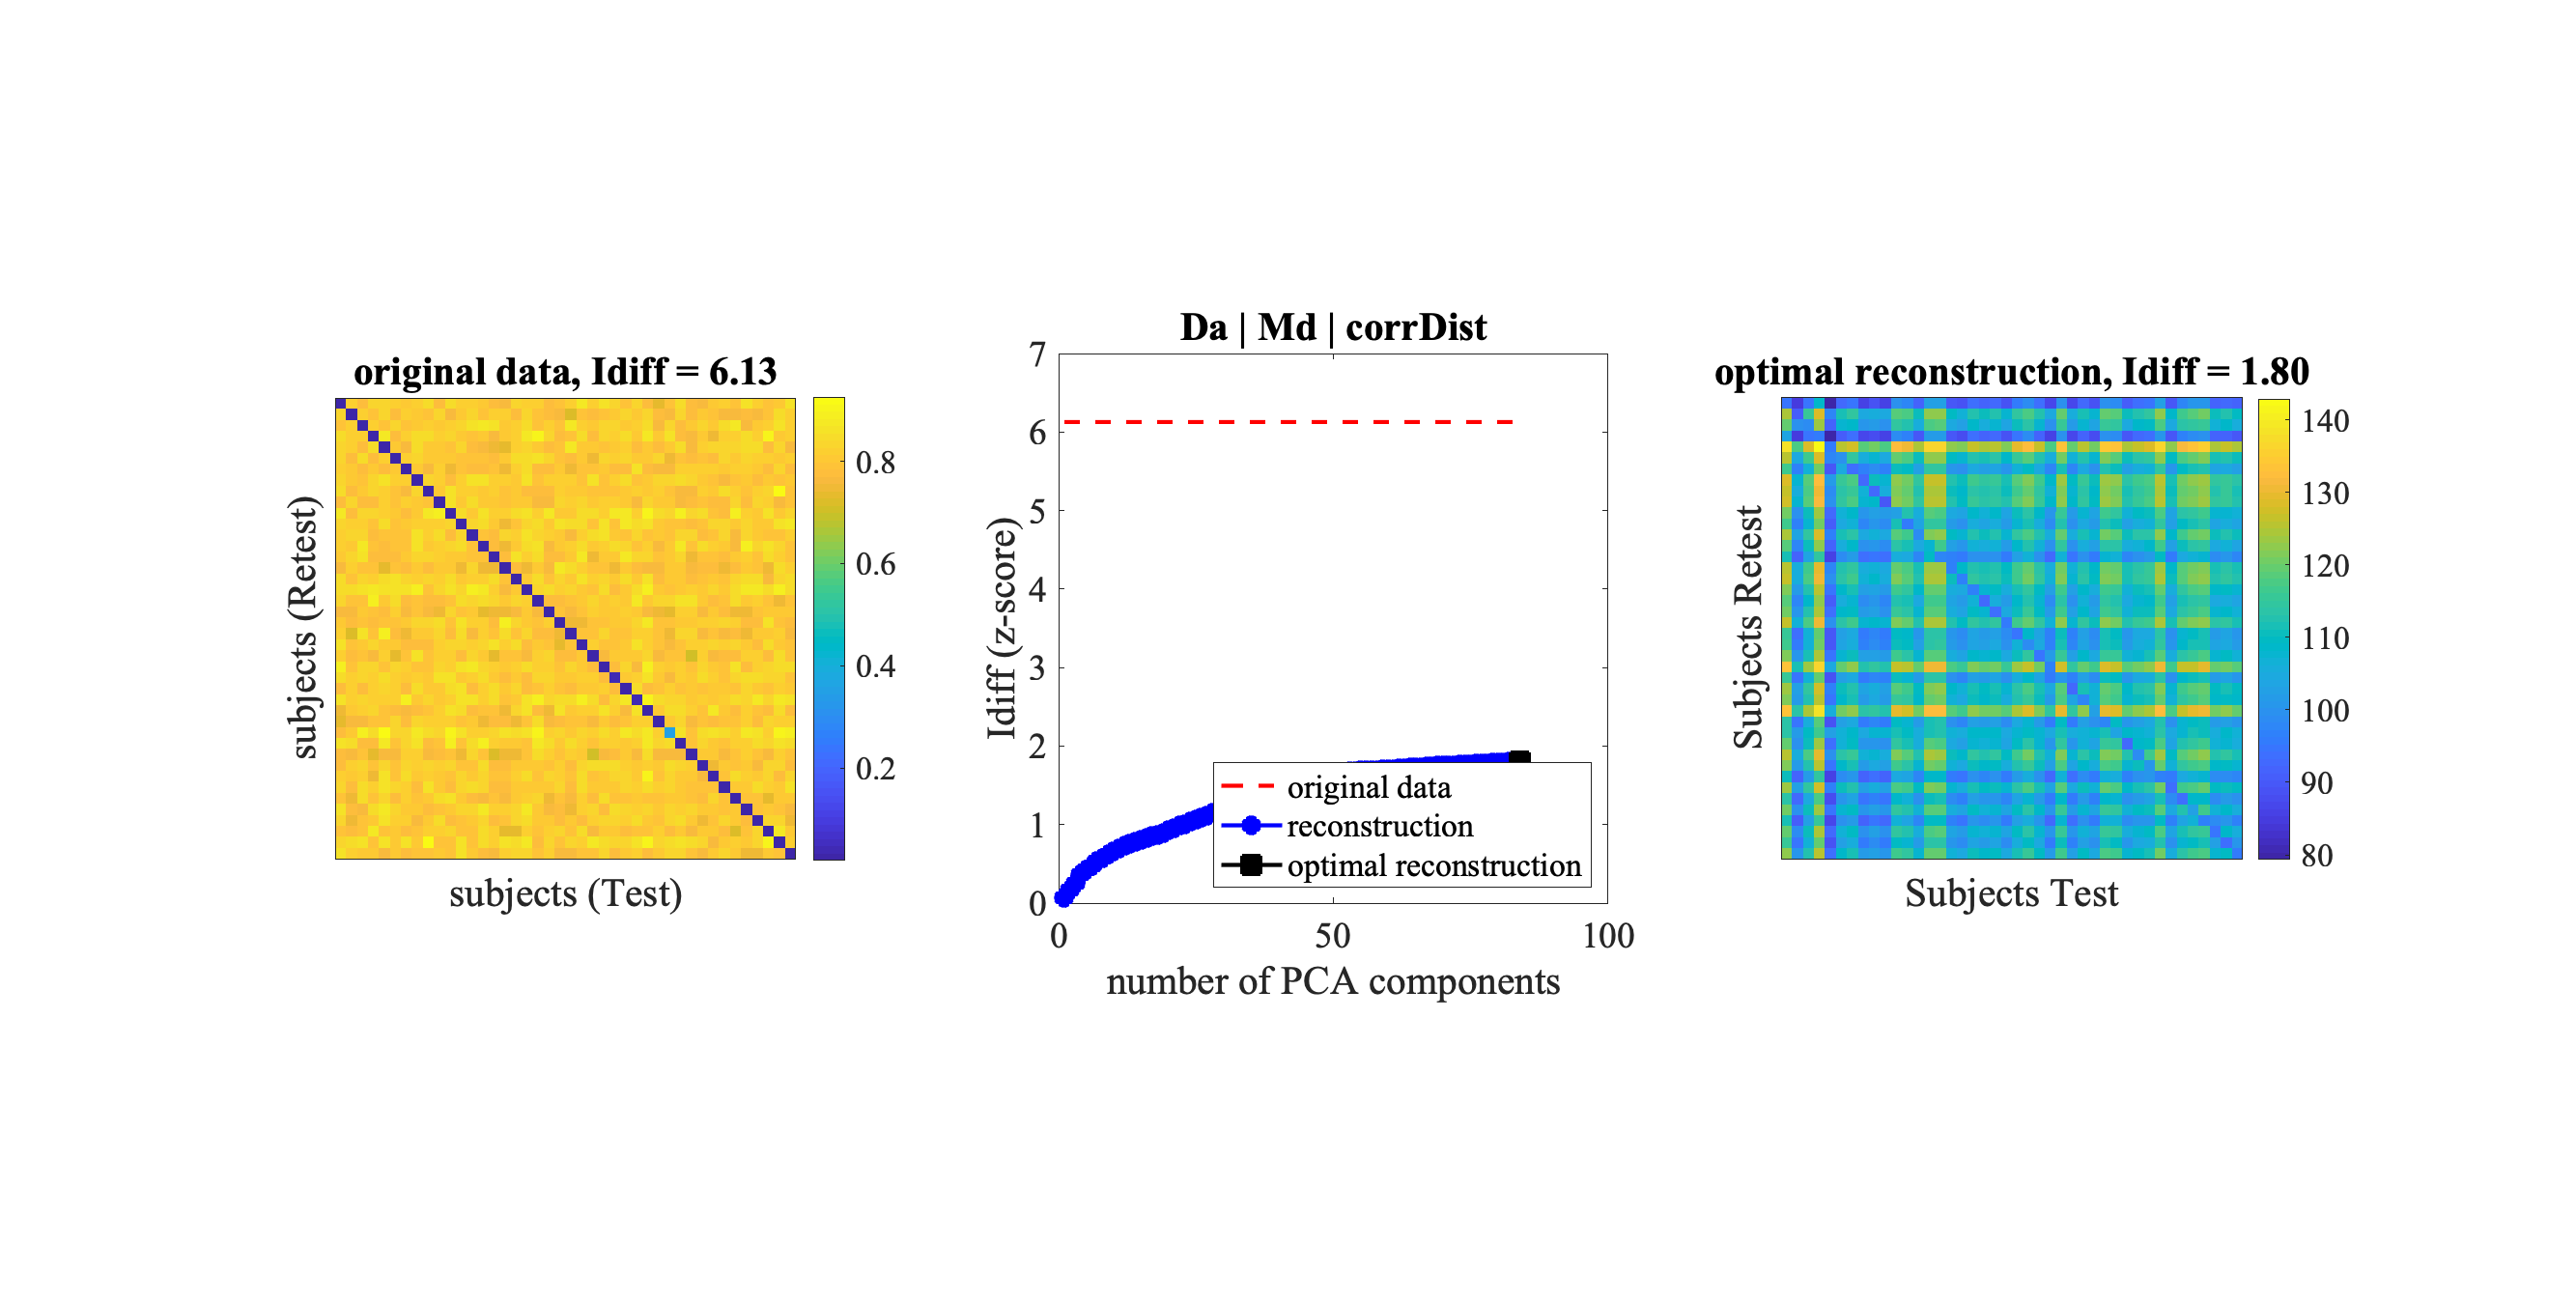 original data, Idiff = 6.13
subjects (Retest)
subjects (Test)
0.8
0.6
0.4
0.2
Da | Md | corrDist
Idiff (z-score)
7
6
5
4
3
2
1
0
0
50
100
number of PCA components
original data
reconstruction
optimal reconstruction
optimal reconstruction, Idiff = 1.80
Subjects Retest
Subjects Test
140
130
120
110
100
90
80